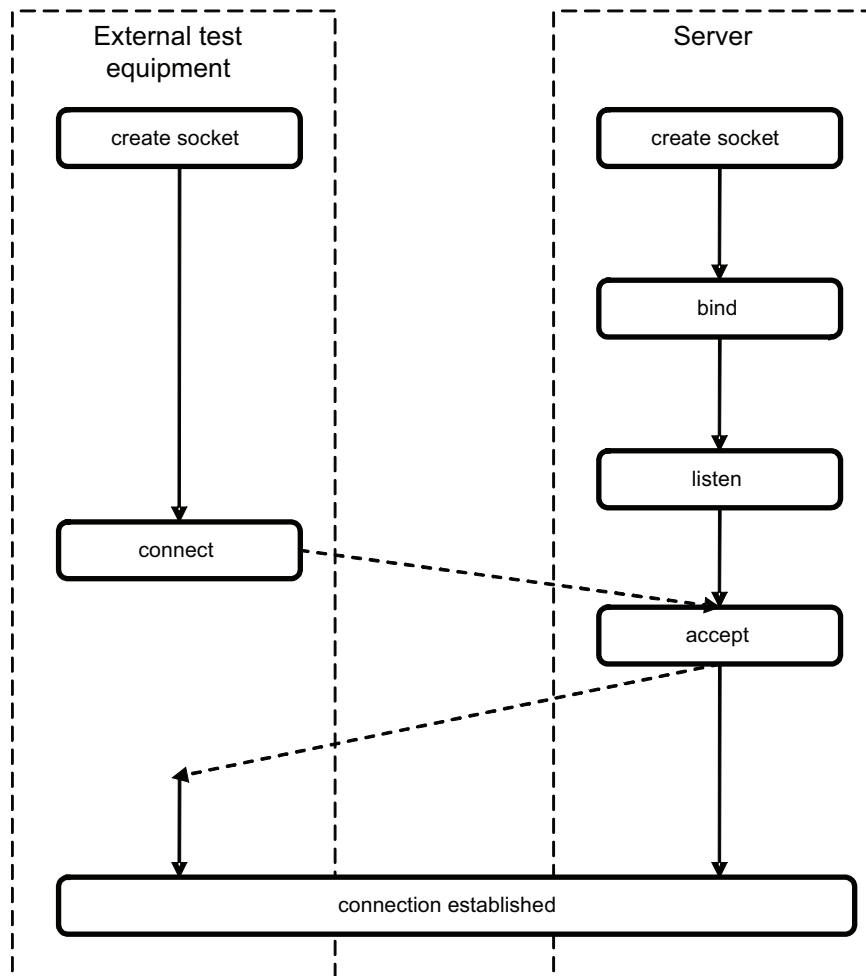 External test
equipment
Server
create socket
create socket
bind
listen
connect
accept
connection established